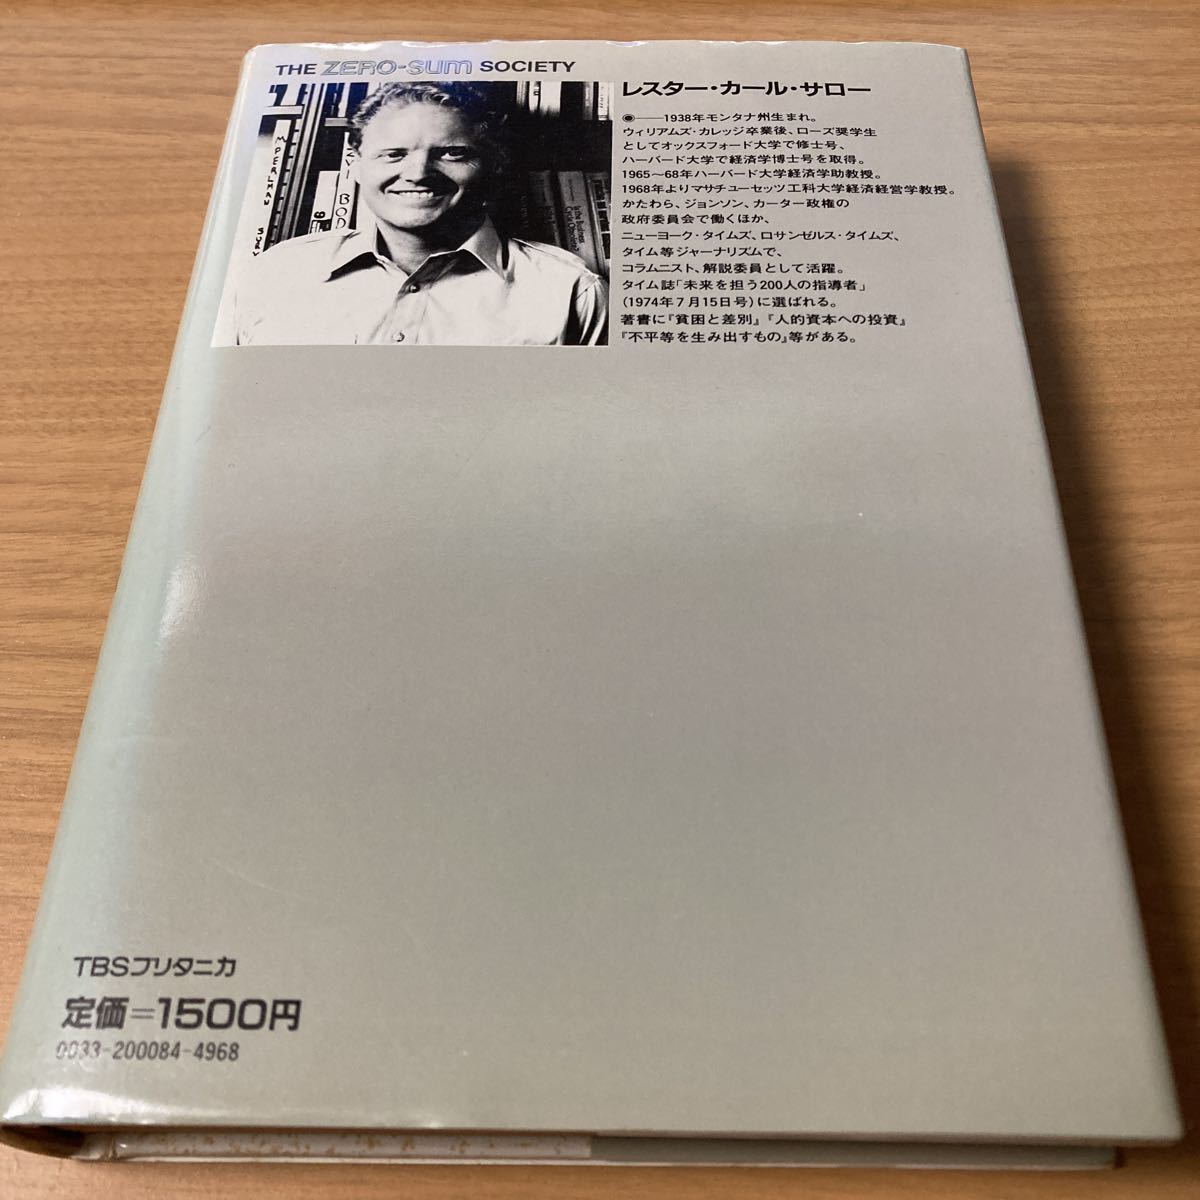 THE ZERO-SUM SOCIETY
レスター・カール・サロー
◉——1938年モンタナ州生まれ。
ウィリアムズ・カレッジ卒業後、ローズ奨学生
としてオックスフォード大学で修士号、
ハーバード大学で経済学博士号を取得。
1965〜68年ハーバード大学経済学助教授。
1968年よりマサチューセッツ工科大学経済経営学教授。
かたわら、ジョンソン、カーター政権の
政府委員会で働くほか、
ニューヨーク・タイムズ、ロサンゼルス・タイムズ、
タイム等ジャーナリズムで、
コラムニスト、解説委員として活躍。
タイム誌「未来を担う200人の指導者」
(1974年7月15日号)に選ばれる。
著書に『貧困と差別』『人的資本への投資』
『不平等を生み出すもの』等がある。
M PERLMAN
SURV
ZVI BOD
Is the Business
Cycle Obsolete?
TBSブリタニカ
定価=1500円
0033-200084-4968